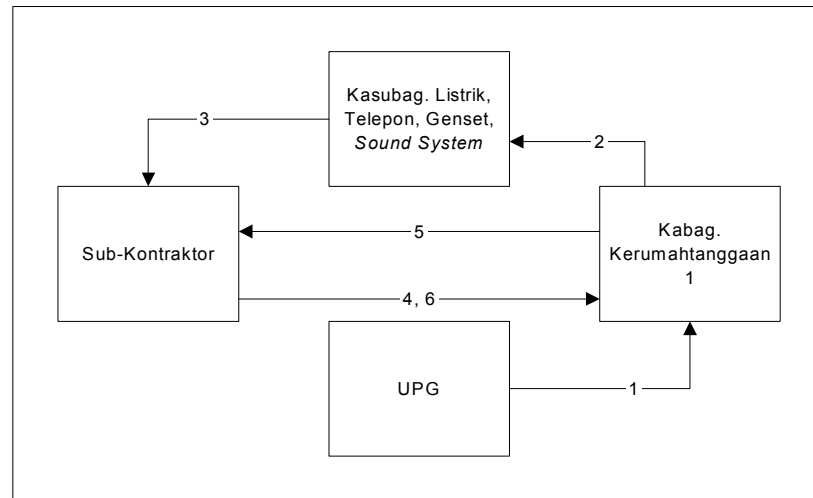 Kasubag. Listrik,
Telepon, Genset,
Sound System
3
2
Sub-Kontraktor
5
Kabag.
Kerumahtanggaan
1
4, 6
UPG
1